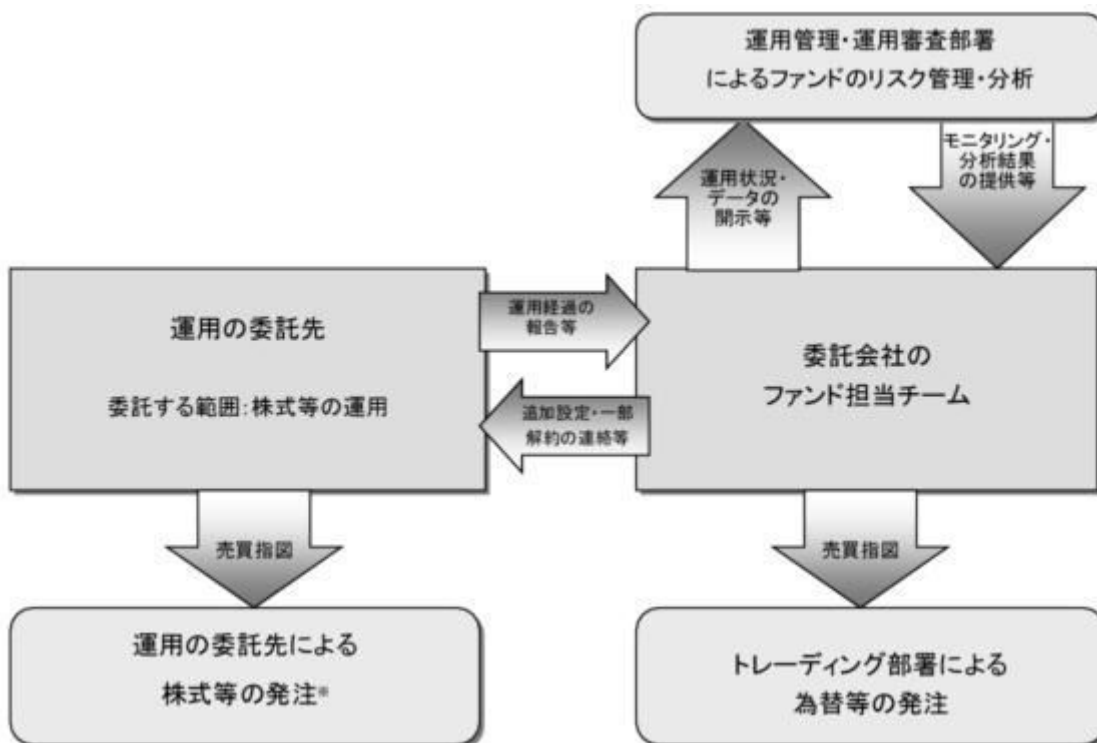 運用管理・運用審査部署
によるファンドのリスク管理・分析
運用状況・
データの
開示等
モニタリング・
分析結果
の提供等
運用の委託先
委託する範囲:株式等の運用
運用経過の
報告等
追加設定・一部
解約の連絡等
委託会社の
ファンド担当チーム
売買指図
売買指図
運用の委託先による
株式等の発注※
トレーディング部署による
為替等の発注